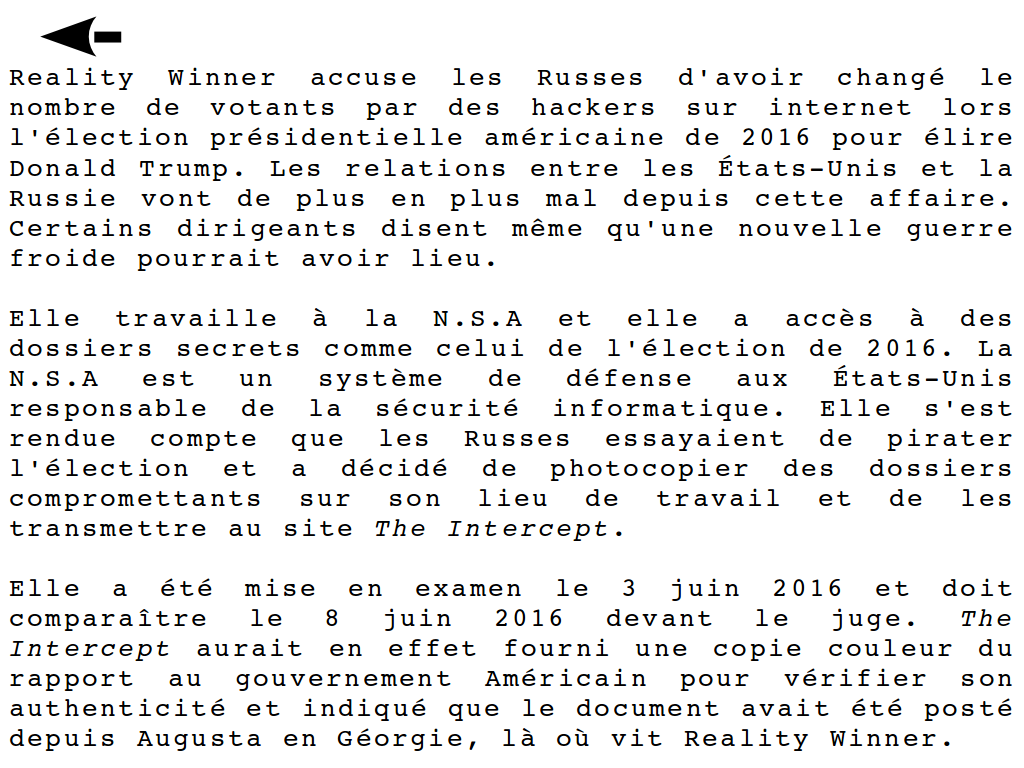 Reality Winner accuse les Russes d'avoir changé le
nombre de votants par des hackers sur internet lors
l'élection présidentielle américaine de 2016 pour élire
Donald Trump. Les relations entre les États-Unis et la
Russie vont de plus en plus mal depuis cette affaire.
Certains dirigeants disent même qu'une nouvelle guerre
froide pourrait avoir lieu.

Elle travaille à la N.S.A et elle a accès à des
dossiers secrets comme celui de l'élection de 2016. La
N.S.A est un système de défense aux États-Unis
responsable de la sécurité informatique. Elle s'est
rendue compte que les Russes essayaient de pirater
l'élection et a décidé de photocopier des dossiers
compromettants sur son lieu de travail et de les
transmettre au site The Intercept.

Elle a été mise en examen le 3 juin 2016 et doit
comparaître le 8 juin 2016 devant le juge. The
Intercept aurait en effet fourni une copie couleur du
rapport au gouvernement Américain pour vérifier son
authenticité et indiqué que le document avait été posté
depuis Augusta en Géorgie, là où vit Reality Winner.